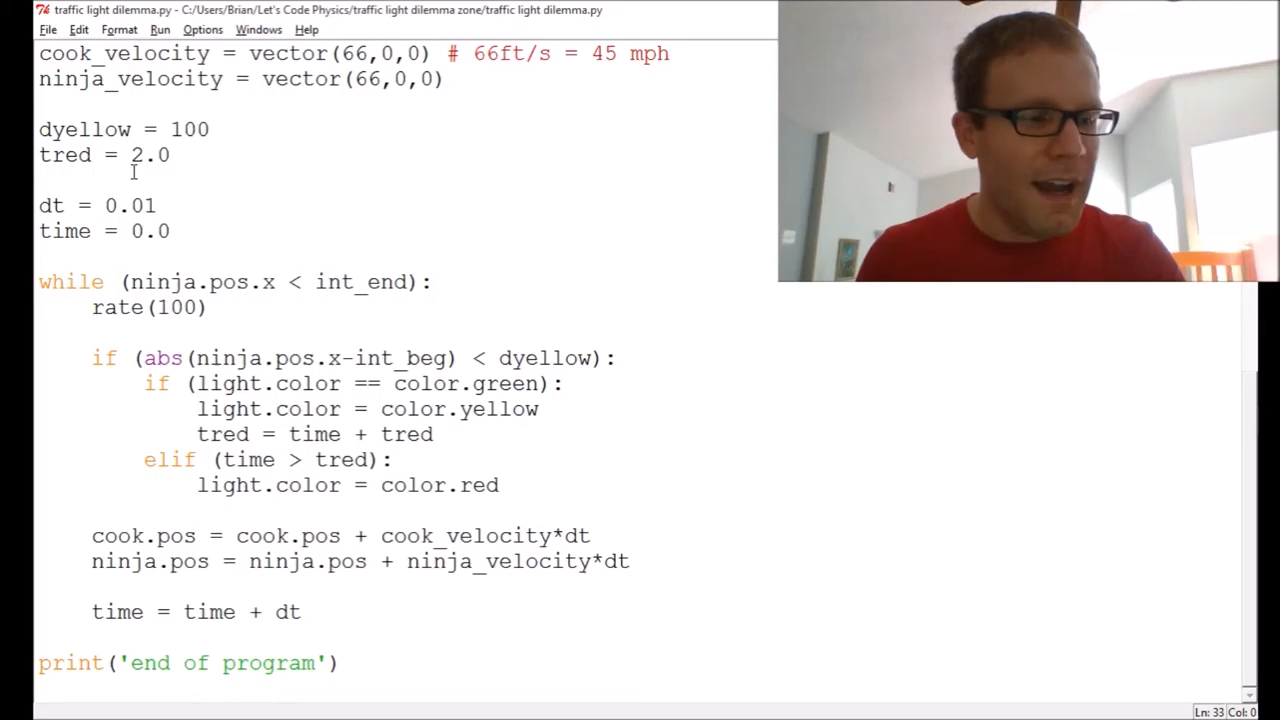 traffic light dilemma.py - C:/Users/Brian/Let's Code Physics/traffic light dilemma zone/traffic light dilemma.py
File Edit Format Run Options Windows Help
cook_velocity = vector(66,0,0) # 66ft/s = 45 mph
ninja_velocity = vector(66,0,0)
dyellow = 100
tred = 2.0
dt = 0.01
time = 0.0
while (ninja.pos.x < int_end):
rate(100)
if (abs(ninja.pos.x-int_beg) < dyellow):
if (light.color == color.green):
light.color = color.yellow
tred = time + tred
elif (time > tred):
light.color = color.red
cook.pos = cook.pos + cook_velocity*dt
ninja.pos = ninja.pos + ninja_velocity*dt
time = time + dt
print('end of program')
Ln: 33 Col: 0